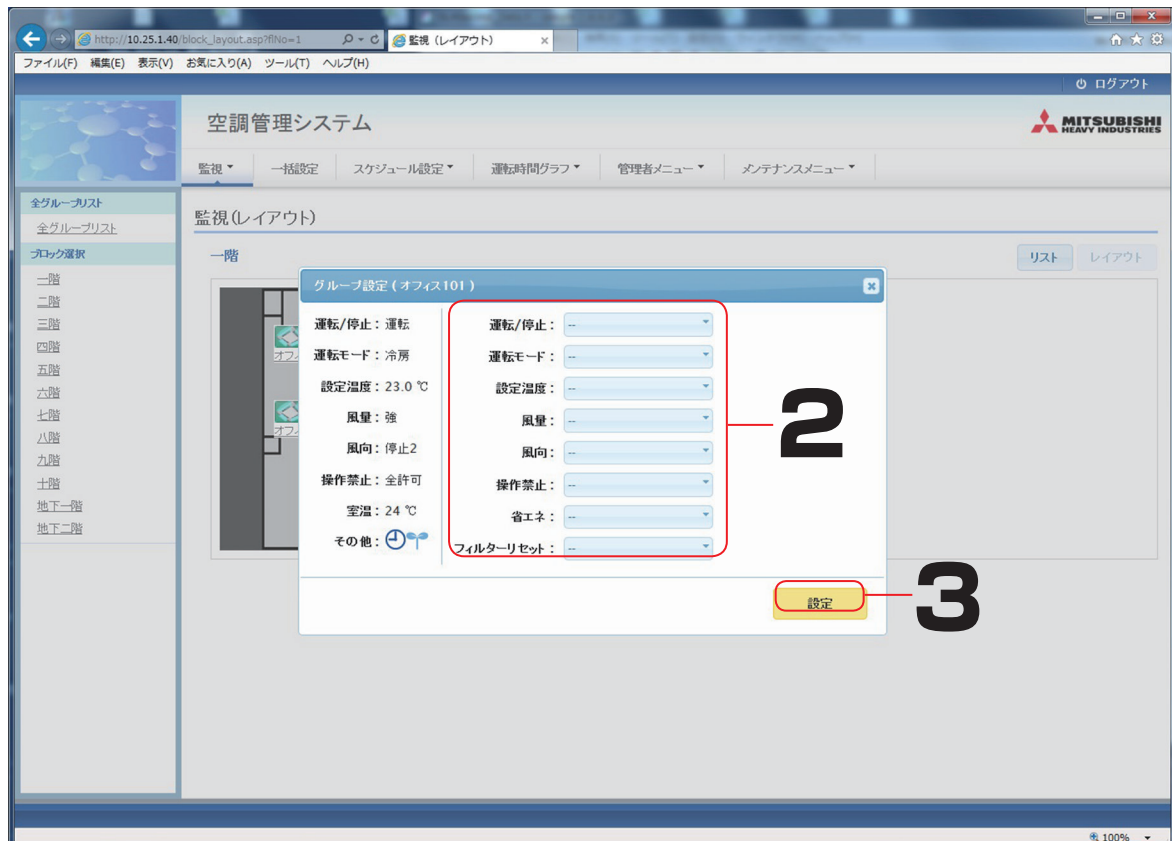 http://10.25.1.40/block_layout.asp?flNo=1
監視 (レイアウト)
ファイル(F) 編集(E) 表示(V) お気に入り(A) ツール(T) ヘルプ(H)
ログアウト
空調管理システム
MITSUBISHI
HEAVY INDUSTRIES
監視 一括設定 スケジュール設定 運転時間グラフ 管理者メニュー メンテナンスメニュー
全グループリスト
全グループリスト
ブロック選択
一階
二階
三階
四階
五階
六階
七階
八階
九階
十階
地下一階
地下二階
監視(レイアウト)
一階
リスト レイアウト
オフ
オフィ
グループ設定 ( オフィス101 )
運転/停止 : 運転
運転モード : 冷房
設定温度 : 23.0 ℃
風量 : 強
風向 : 停止2
操作禁止 : 全許可
室温 : 24 ℃
その他 :
運転/停止 : --
運転モード : --
設定温度 : --
風量 : --
風向 : --
操作禁止 : --
省エネ : --
フィルターリセット : --
2
設定
3
100%